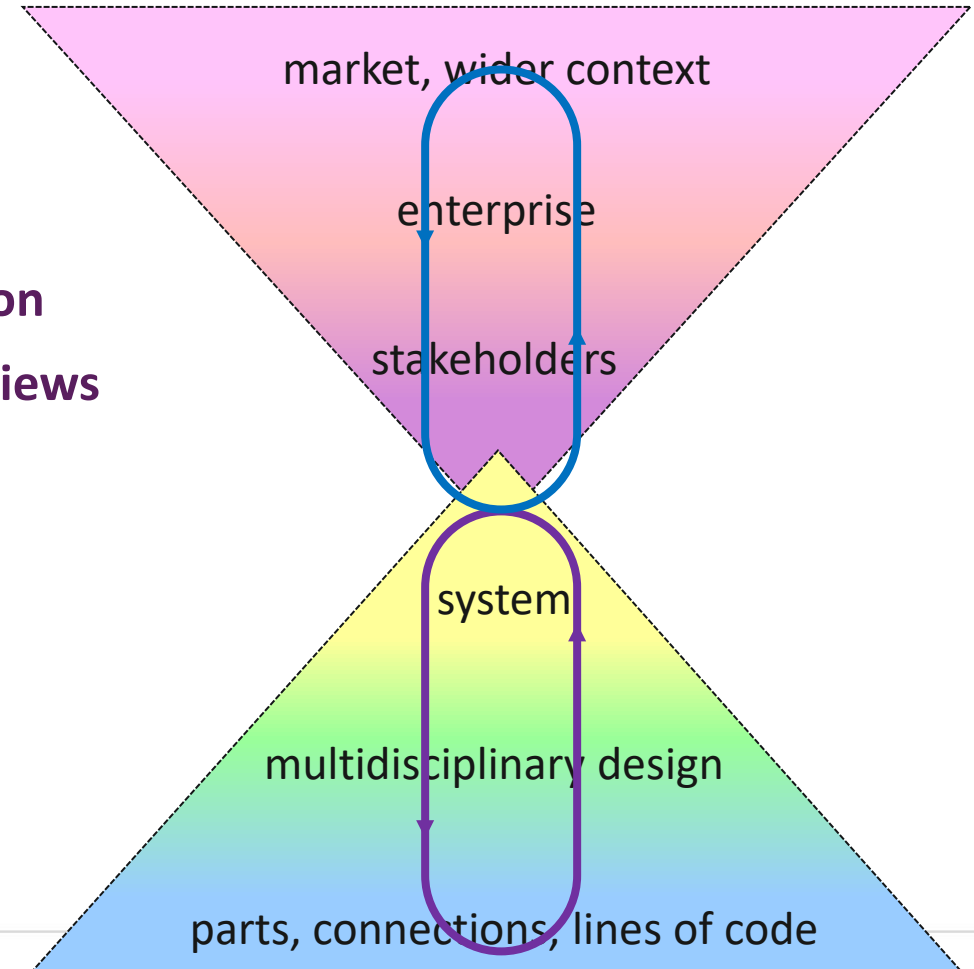 market, wider context
enterprise
on
stakeholders
iews
system
multidisciplinary design
parts, connections, lines of code